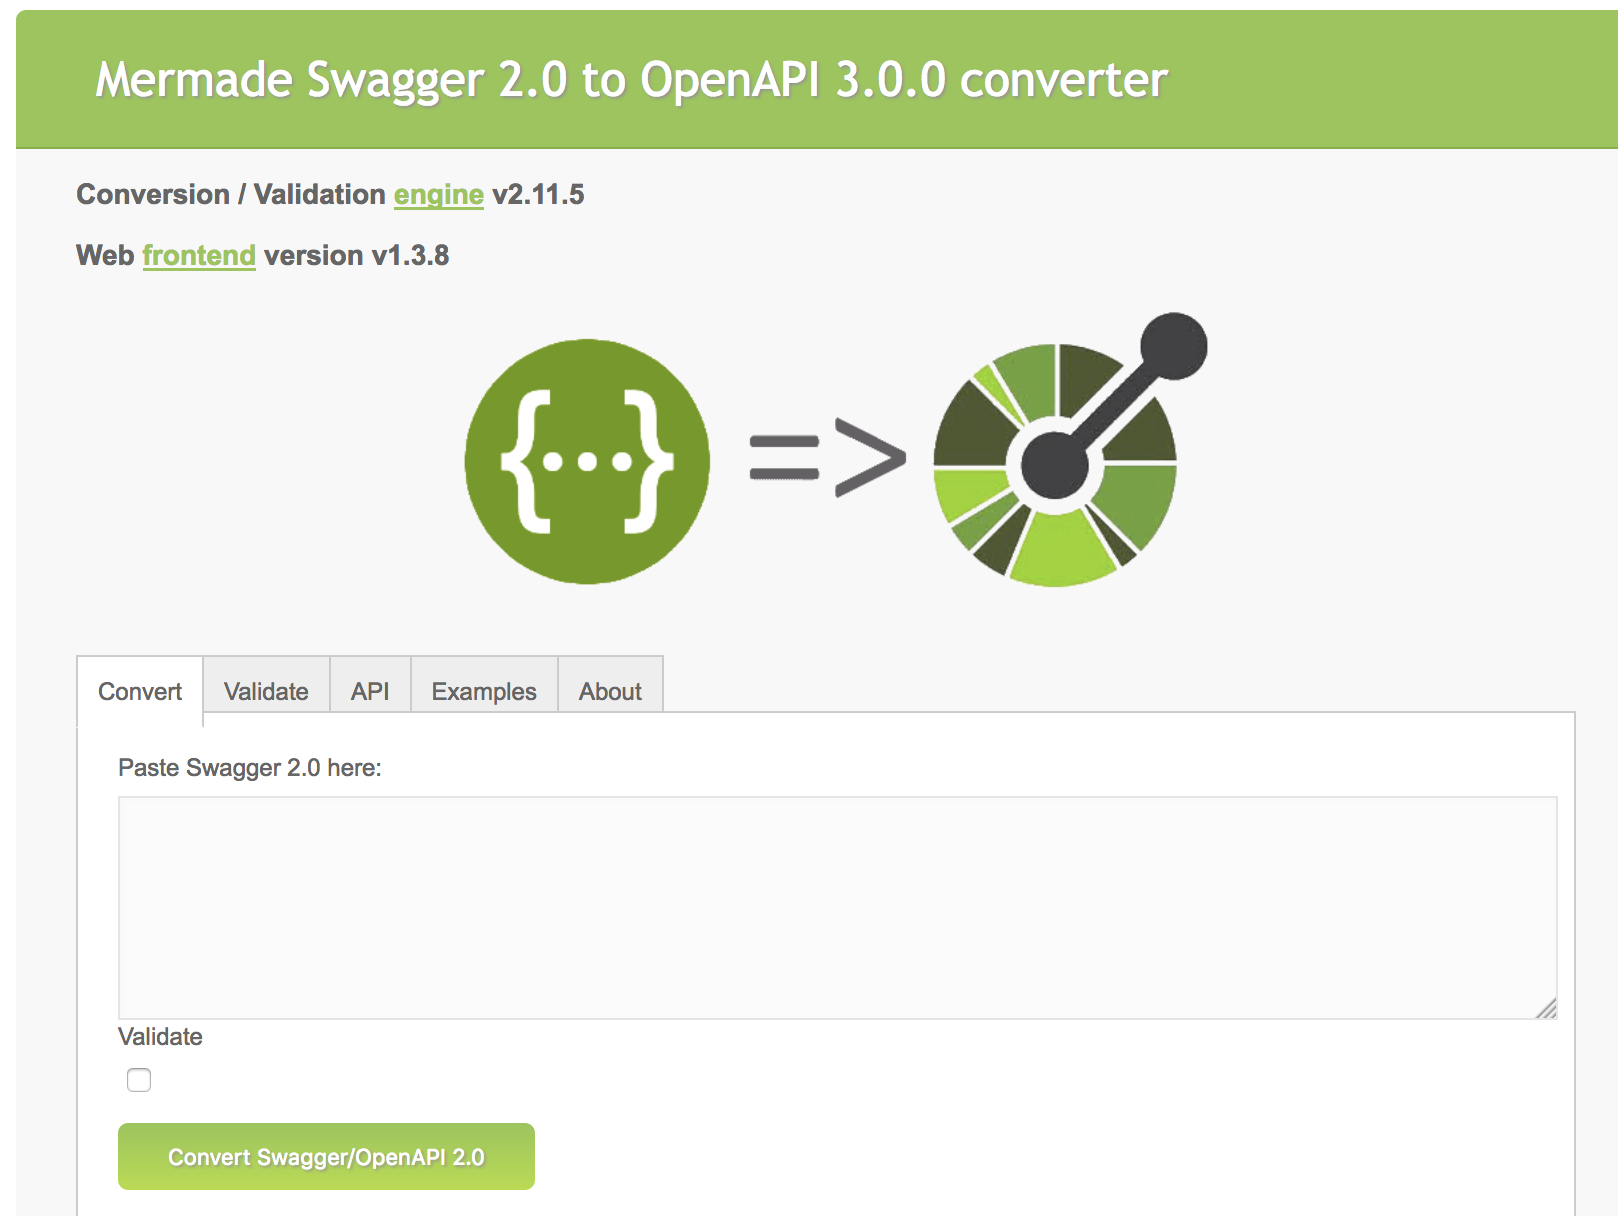 Mermade Swagger 2.0 to OpenAPI 3.0.0 converter
Conversion / Validation engine v2.11.5
Web frontend version v1.3.8
{...} =>
Convert Validate API Examples About
Paste Swagger 2.0 here:
Validate
Convert Swagger/OpenAPI 2.0